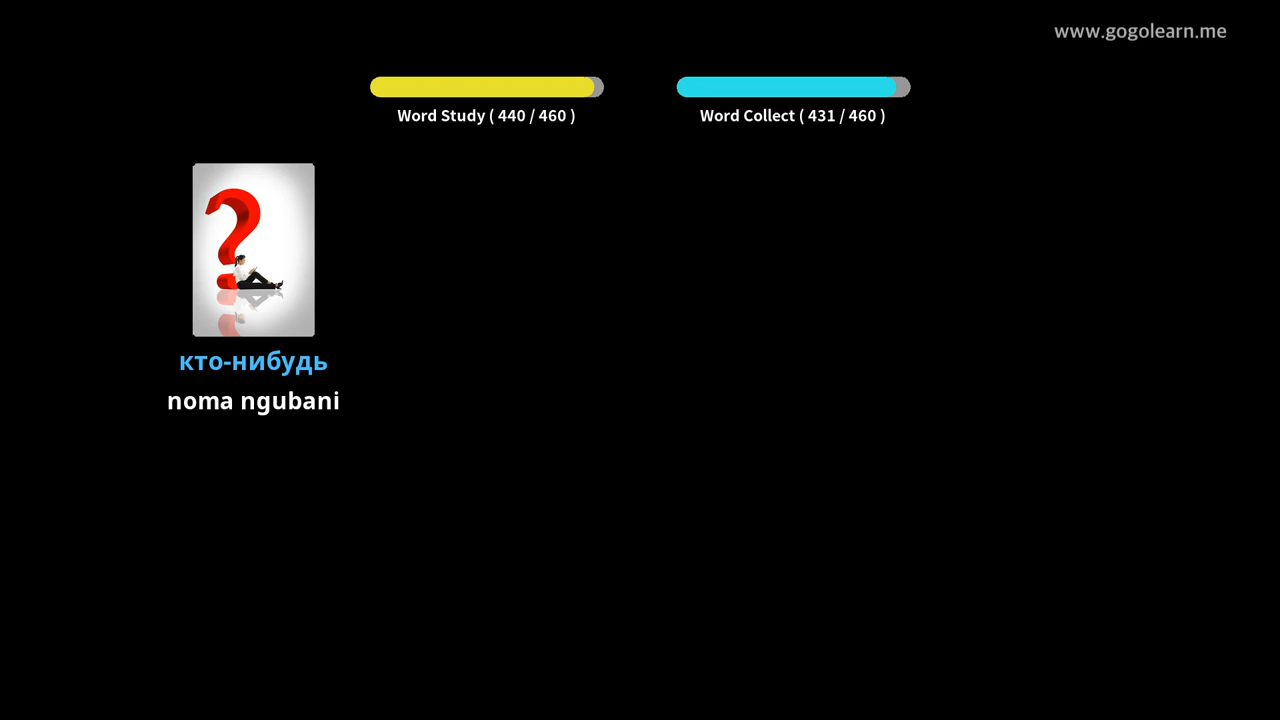 www.gogolearn.me
Word Study ( 440 / 460 )
Word Collect ( 431 / 460 )
кто-нибудь
noma ngubani